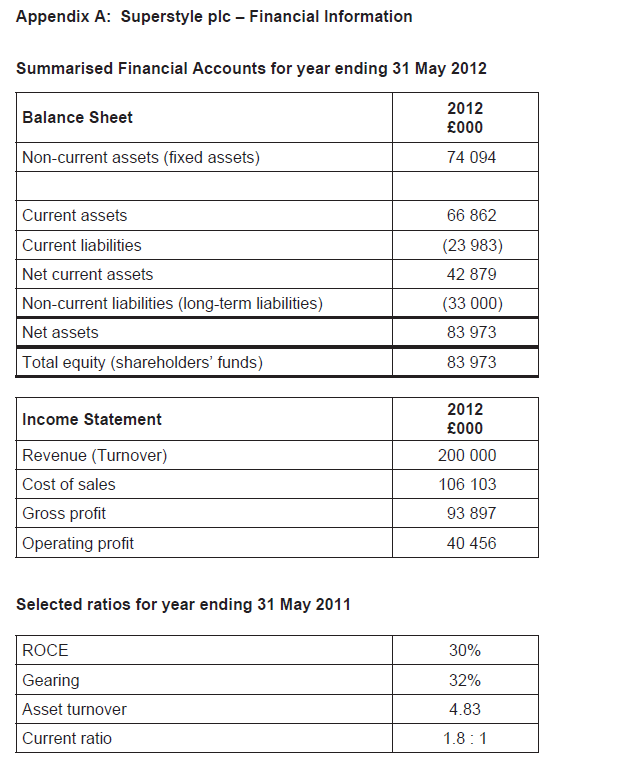 Appendix A: Superstyle plc – Financial Information
Summarised Financial Accounts for year ending 31 May 2012
Balance Sheet 2012 £000
Non-current assets (fixed assets) 74 094
Current assets 66 862
Current liabilities (23 983)
Net current assets 42 879
Non-current liabilities (long-term liabilities) (33 000)
Net assets 83 973
Total equity (shareholders’ funds) 83 973
Income Statement 2012 £000
Revenue (Turnover) 200 000
Cost of sales 106 103
Gross profit 93 897
Operating profit 40 456
Selected ratios for year ending 31 May 2011
ROCE 30%
Gearing 32%
Asset turnover 4.83
Current ratio 1.8 : 1